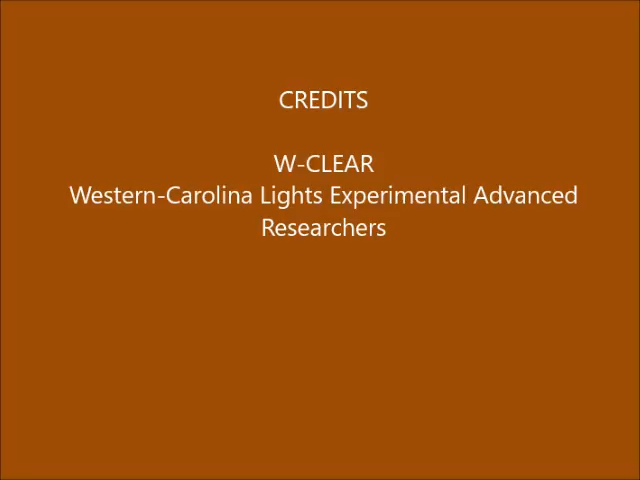 CREDITS
W-CLEAR
Western-Carolina Lights Experimental Advanced
Researchers